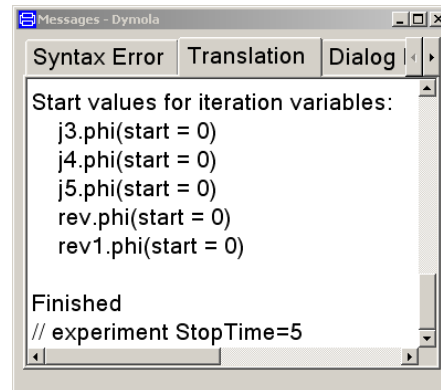 Messages - Dymola
Syntax Error Translation Dialog
Start values for iteration variables:
j3.phi(start = 0)
j4.phi(start = 0)
j5.phi(start = 0)
rev.phi(start = 0)
rev1.phi(start = 0)
Finished
// experiment StopTime=5